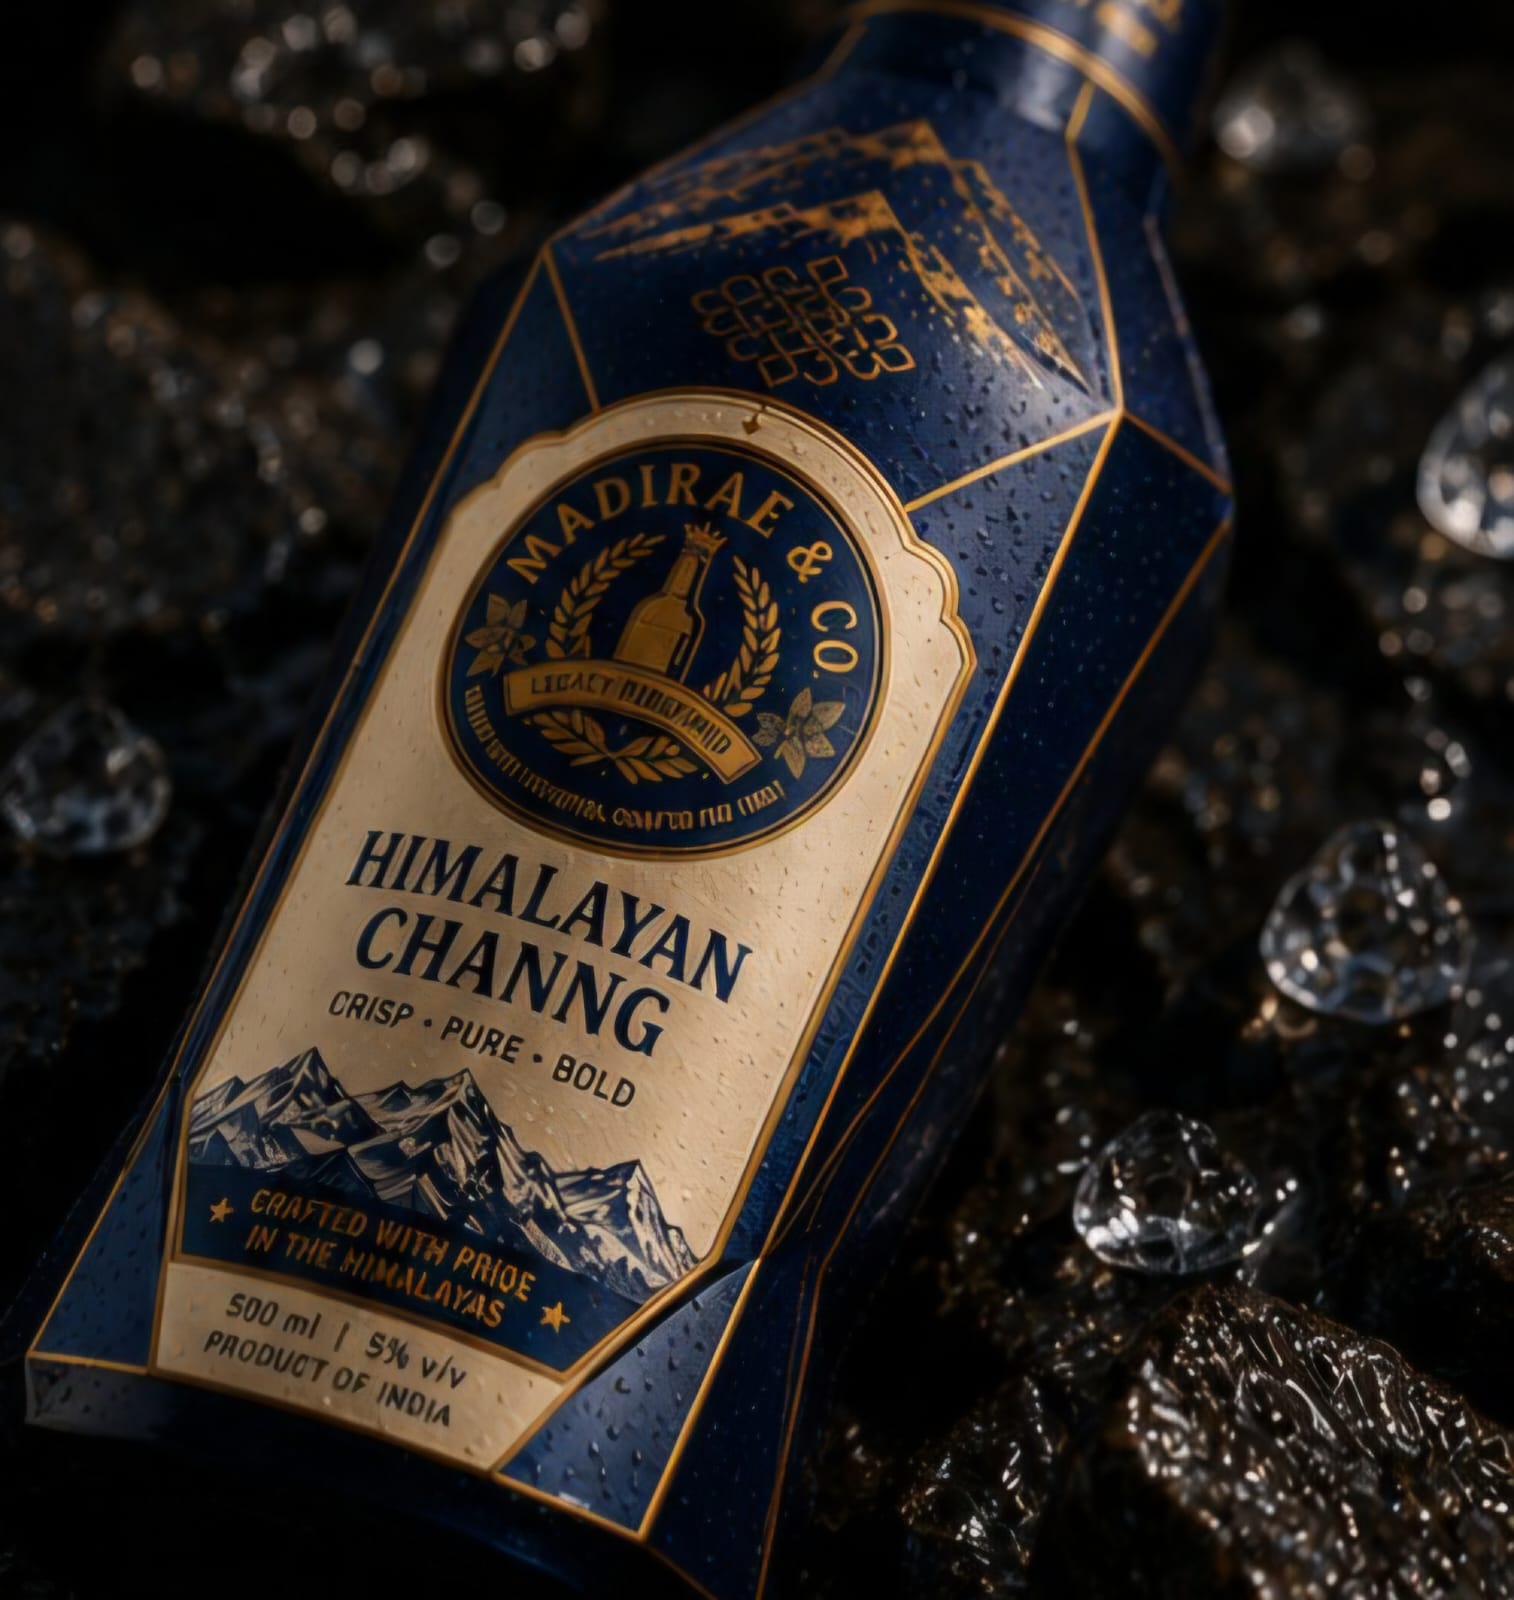 MADIRAE & CO.
LEGACY
HIMALAYAN
CHANNG
CRISP • PURE • BOLD
CRAFTED WITH PRIDE
IN THE HIMALAYAS
500 ml | 5% v/v
PRODUCT OF INDIA